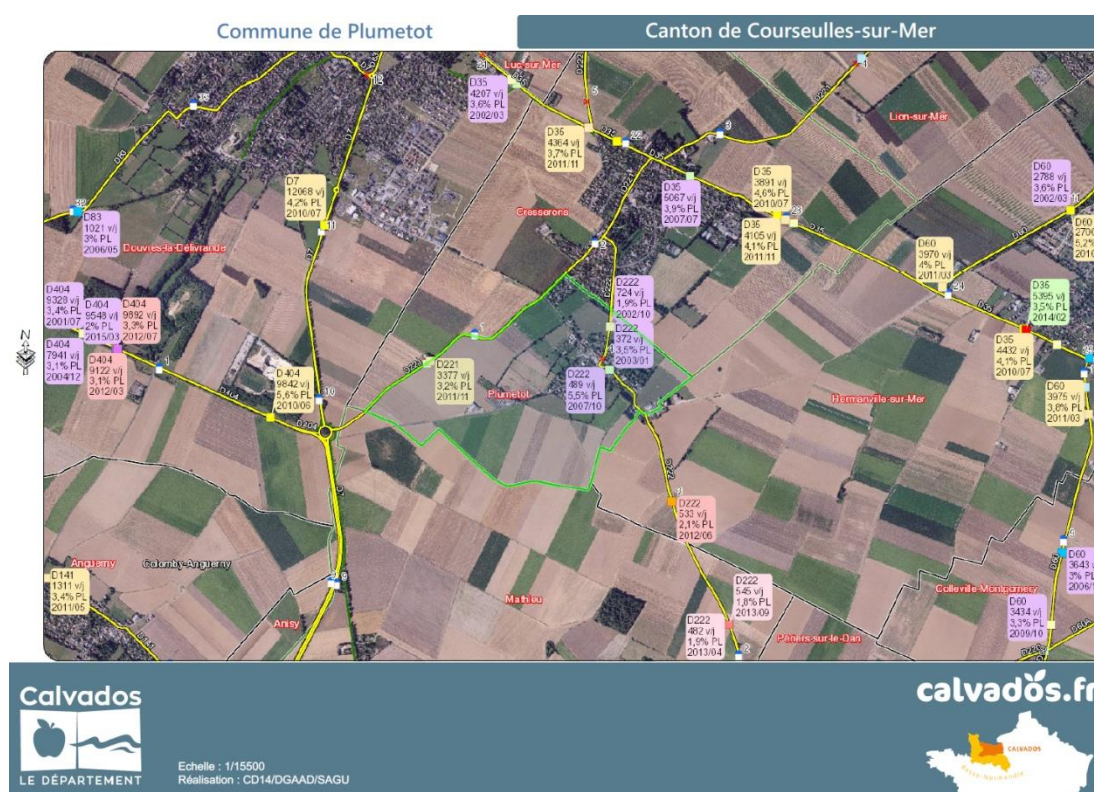 Commune de Plumetot
Canton de Courseulles-sur-Mer
Luc-sur-Mer
Lion-sur-Mer
Cresserons
Douvres-la-Délivrande
Plumetot
Hermanville-sur-Mer
Anguerny
Colomby-Anguerny
Anisy
Mathieu
Colleville-Montgomery
Périers-sur-le-Dan
D35
4207 v/j
3,6% PL
2002/03
D35
4364 v/j
3,7% PL
2011/11
D7
12068 v/j
4,2% PL
2010/07
D35
5067 v/j
3,9% PL
2007/07
D35
3891 v/j
4,6% PL
2010/07
D35
4105 v/j
4,1% PL
2011/11
D60
2788 v/j
3,6% PL
2002/03
D60
3970 v/j
4% PL
2011/03
D83
1021 v/j
3% PL
2006/05
D404
9328 v/j
3,4% PL
2001/07
D404
9548 v/j
2% PL
2015/03
D404
9892 v/j
3,3% PL
2012/07
D404
7941 v/j
3,1% PL
2004/12
D404
9122 v/j
3,1% PL
2012/03
D404
9842 v/j
5,6% PL
2010/06
D221
3377 v/j
3,2% PL
2011/11
D222
724 v/j
1,9% PL
2002/10
D222
372 v/j
3,5% PL
2003/01
D222
489 v/j
5,5% PL
2007/10
D35
5395 v/j
3,5% PL
2014/02
D35
4432 v/j
4,1% PL
2010/07
D60
3975 v/j
3,8% PL
2011/03
D222
533 v/j
2,1% PL
2012/06
D222
545 v/j
1,8% PL
2013/09
D222
482 v/j
1,9% PL
2013/04
D60
3643 v/j
3% PL
D60
3434 v/j
3,3% PL
2009/10
D141
1311 v/j
3,4% PL
2011/05
N
Calvados
LE DÉPARTEMENT
Echelle : 1/15500
Réalisation : CD14/DGAAD/SAGU
calvados.fr
CALVADOS
Basse-Normandie